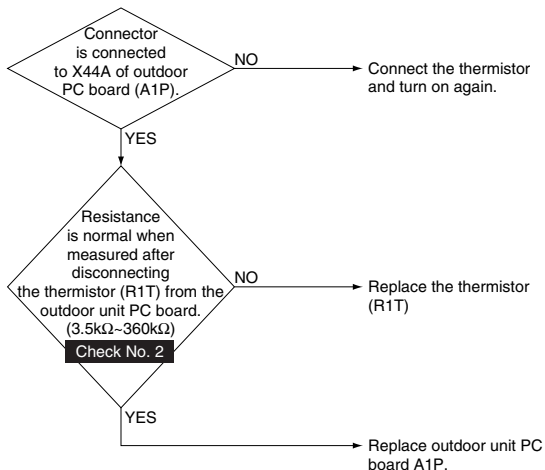 Connector
is connected
to X44A of outdoor
PC board (A1P).
NO
Connect the thermistor
and turn on again.
YES
Resistance
is normal when
measured after
disconnecting
the thermistor (R1T) from the
outdoor unit PC board.
(3.5kΩ~360kΩ)
Check No. 2
NO
Replace the thermistor
(R1T)
YES
Replace outdoor unit PC
board A1P.